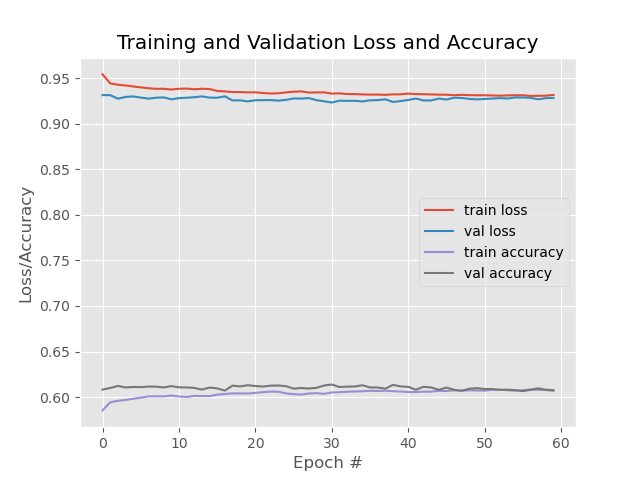 Training and Validation Loss and Accuracy
0.95
0.90
0.85
0.80
0.75
0.70
0.65
0.60
Loss/Accuracy
train loss
val loss
train accuracy
val accuracy
0 10 20 30 40 50 60
Epoch #